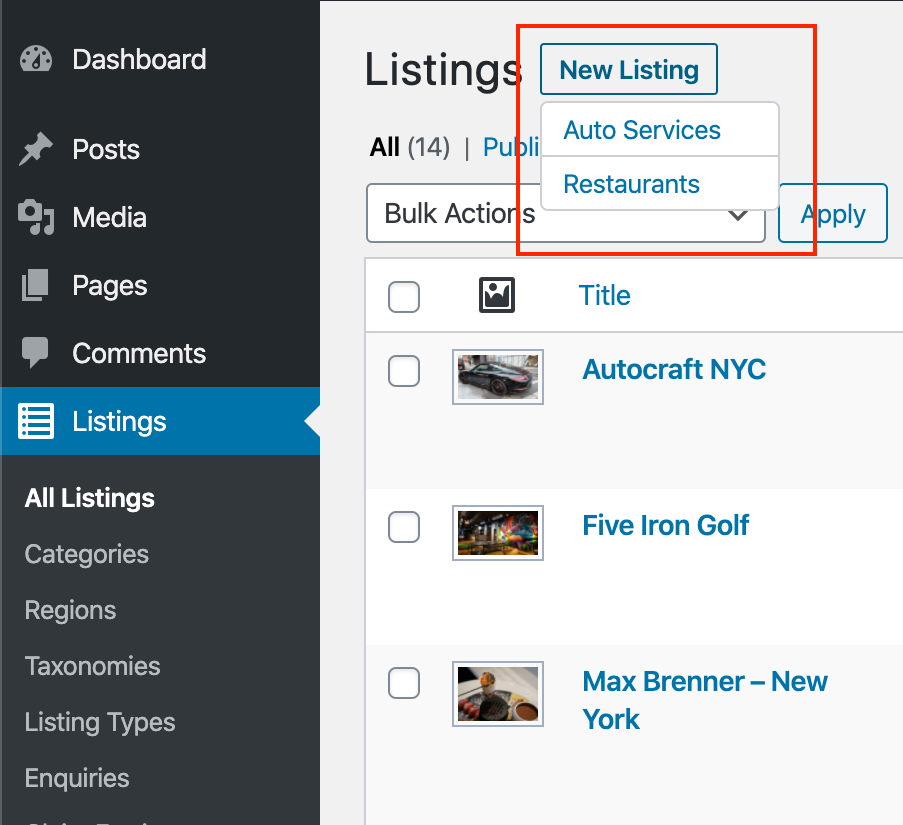 Dashboard
Posts
Media
Pages
Comments
Listings
All Listings
Categories
Regions
Taxonomies
Listing Types
Enquiries
Listings New Listing
Auto Services
Restaurants
All (14) | Publi
Bulk Actions Apply
Title
Autocraft NYC
Five Iron Golf
Max Brenner – New
York